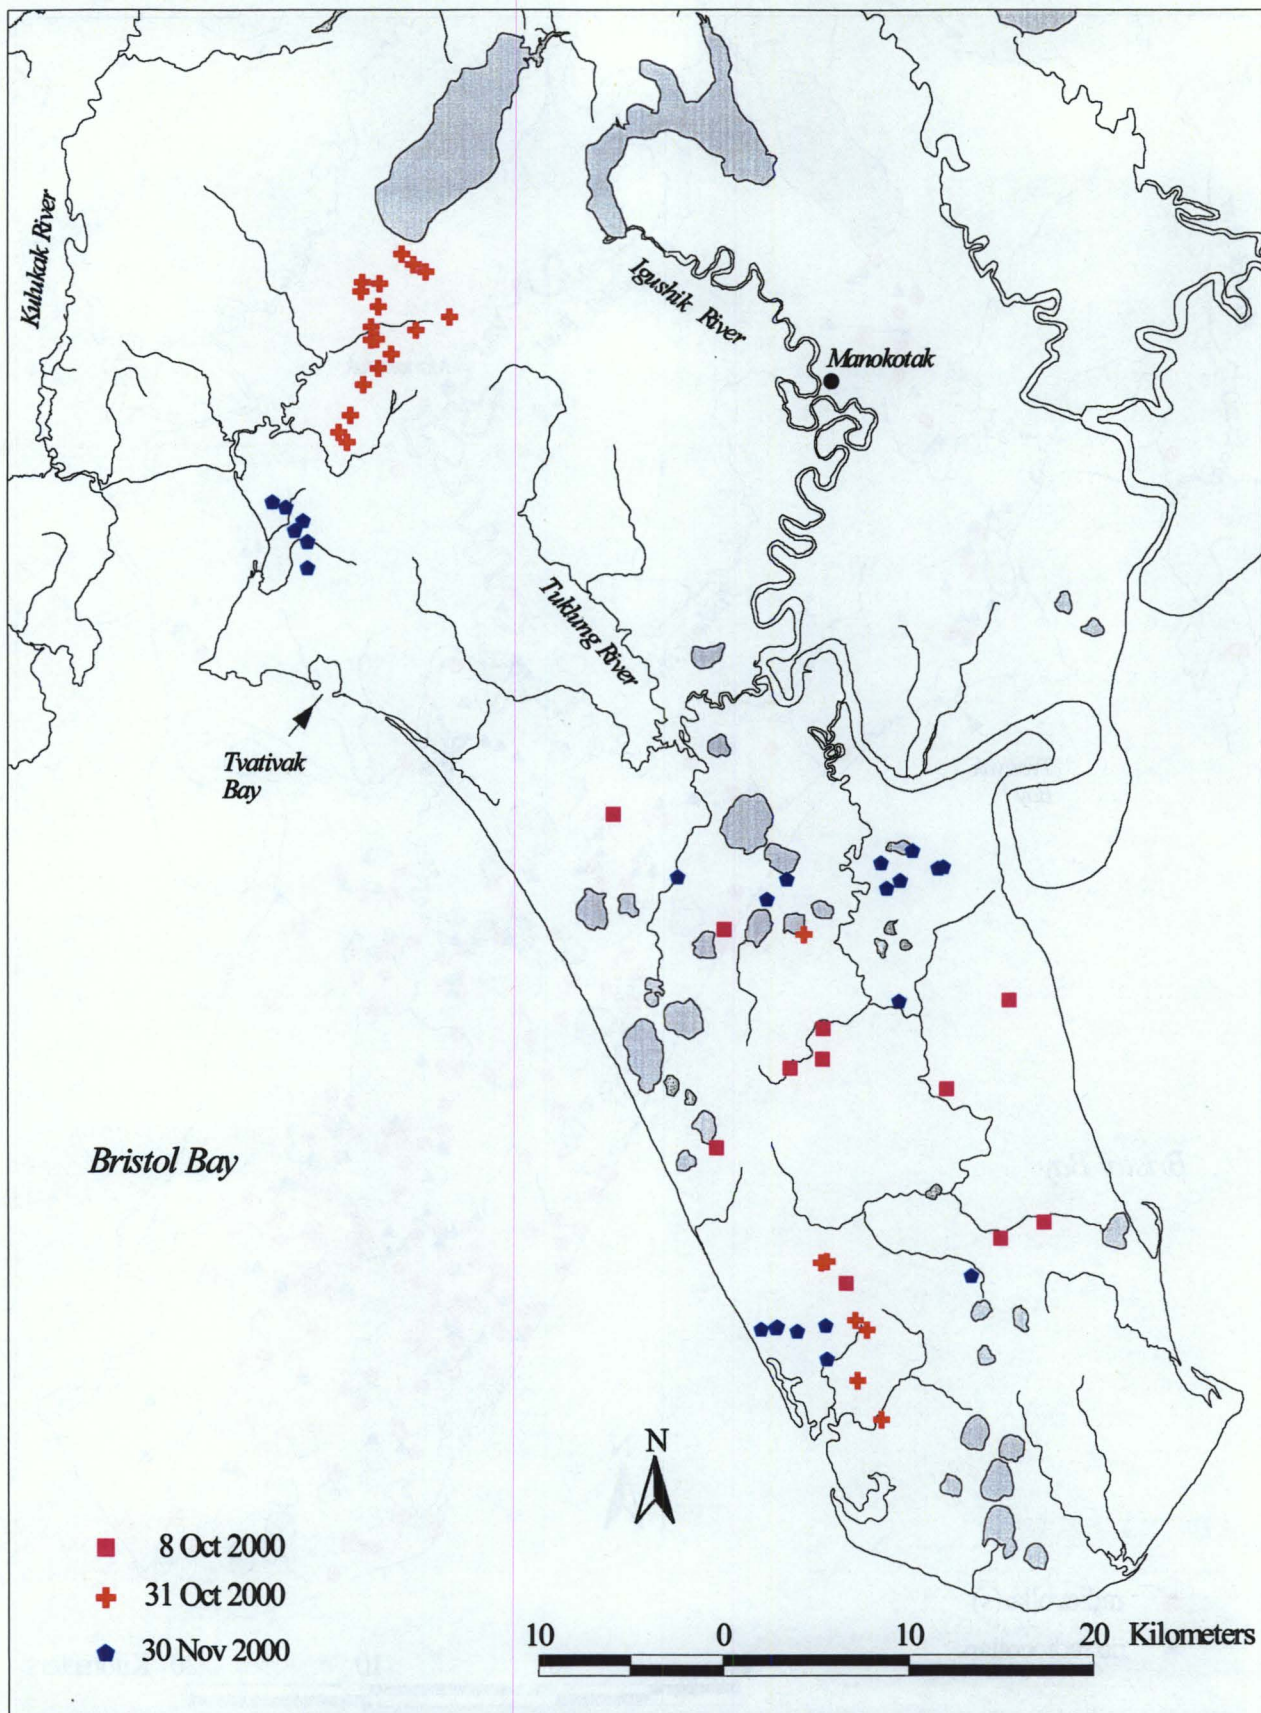 Kulukak River
Igushik River
Manokotak
Tuklung River
Tvativak
Bay
Bristol Bay
N
8 Oct 2000
31 Oct 2000
30 Nov 2000
10 0 10 20 Kilometers